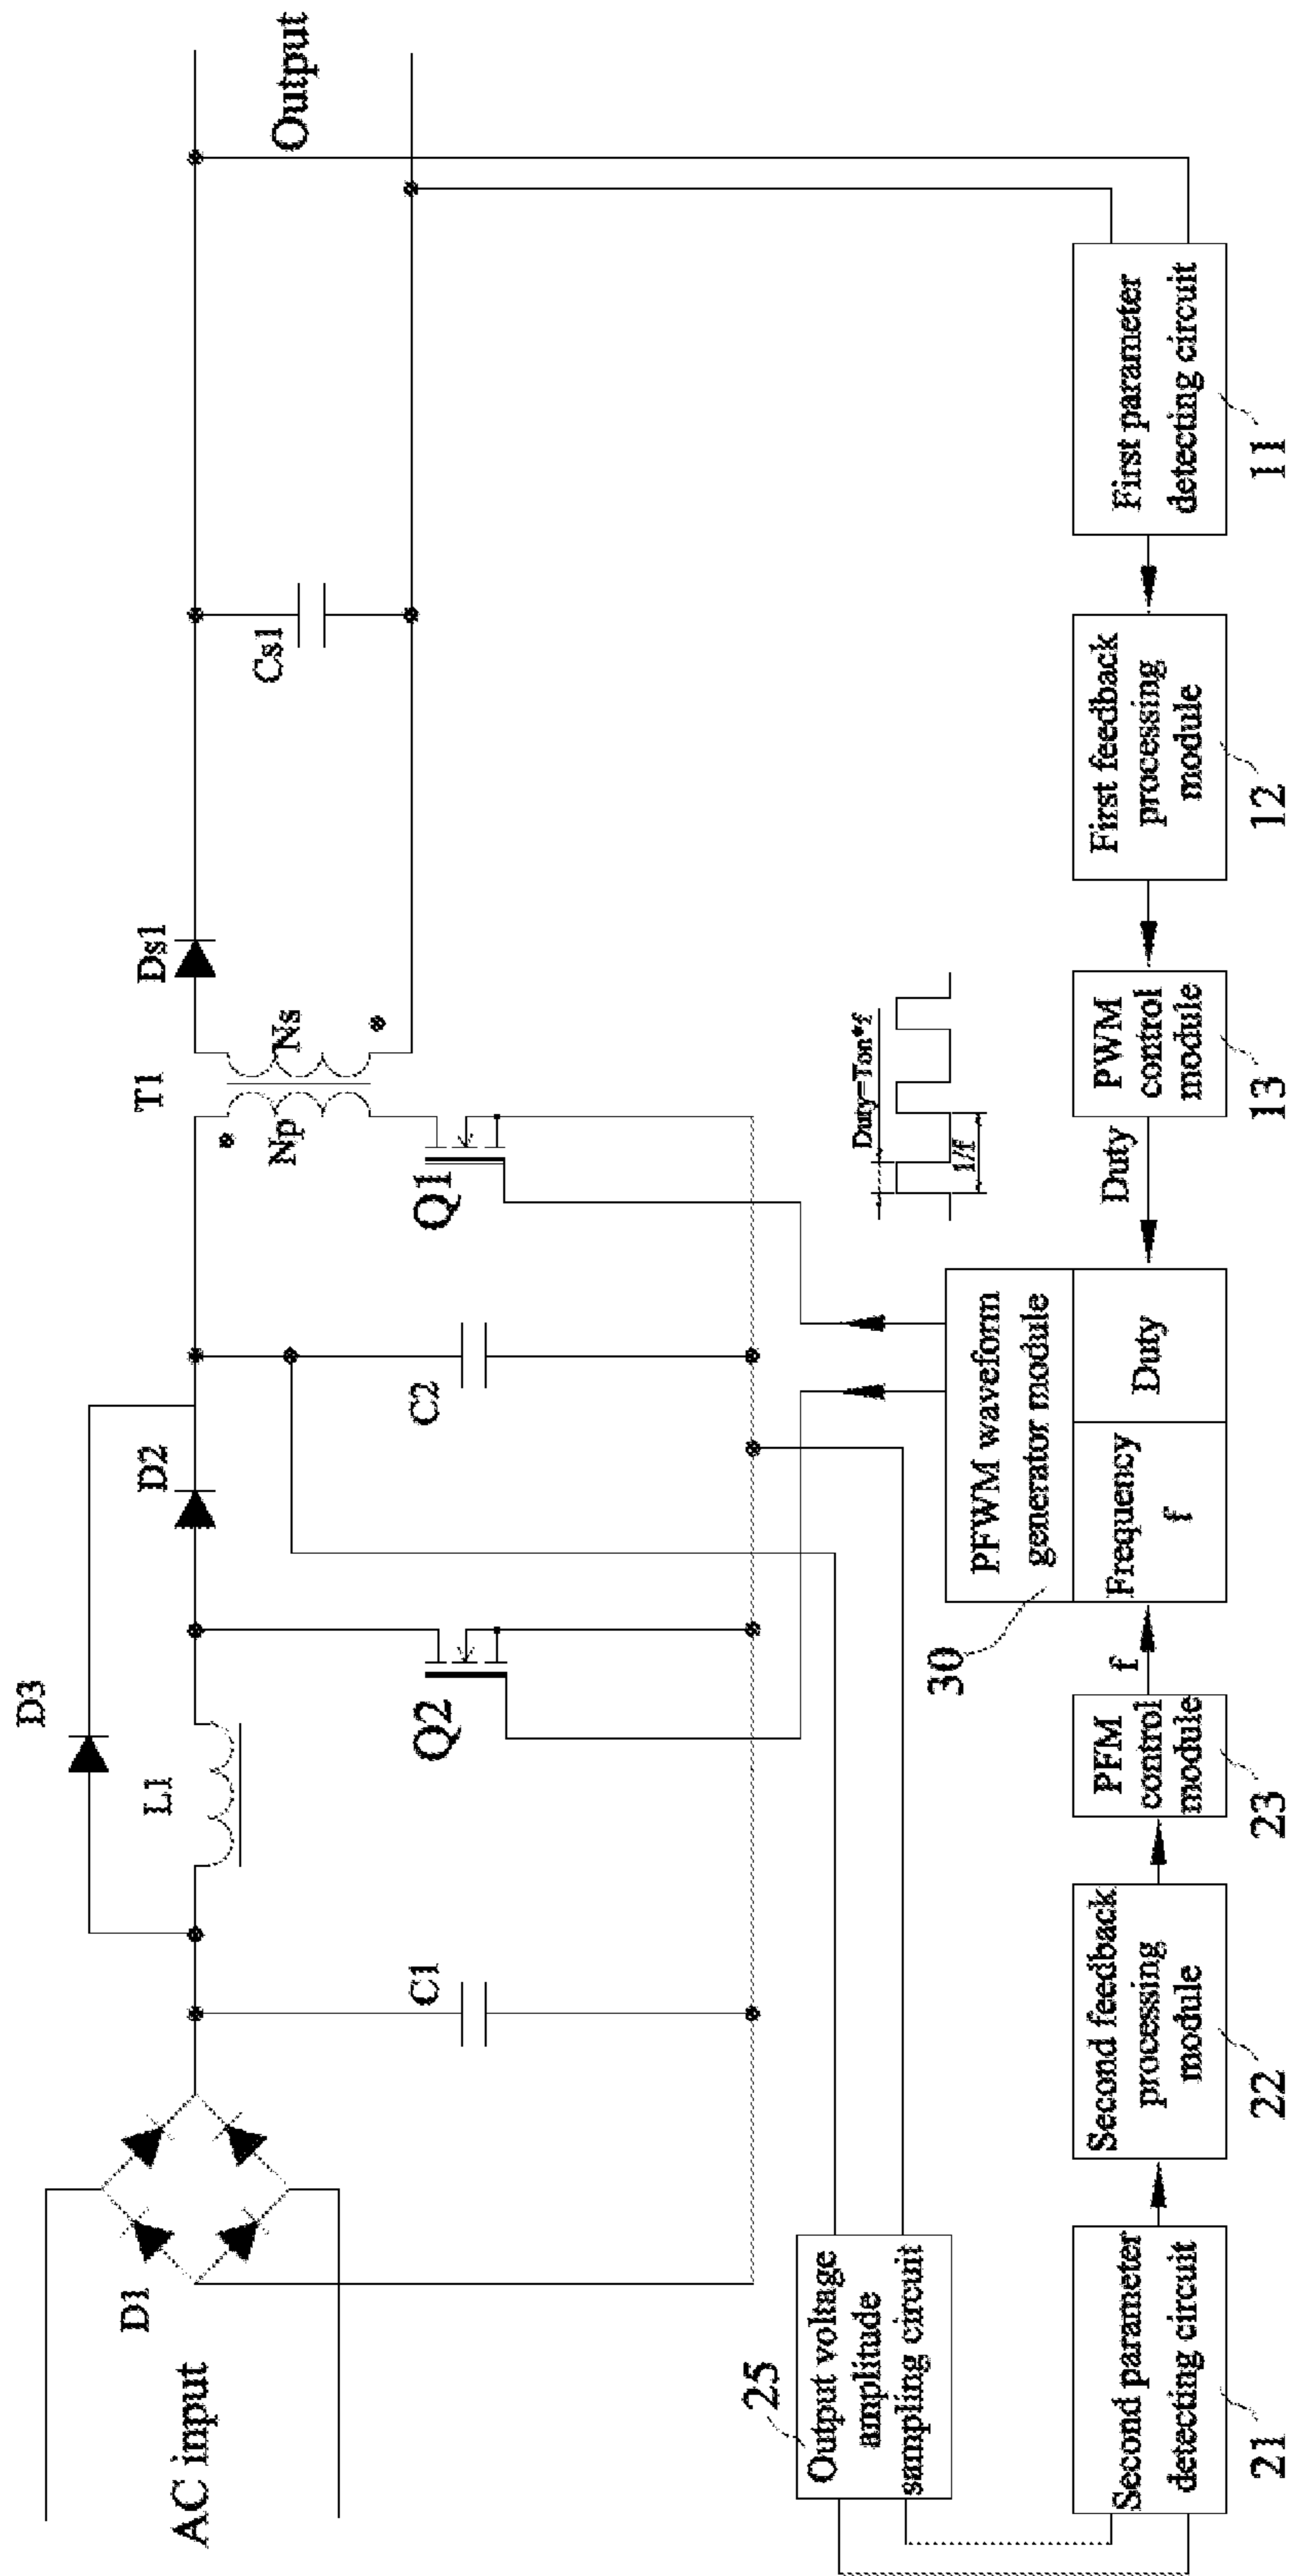 AC input
D1
C1
L1
D3
Q2
D2
C2
Q1
T1
Np
Ns
Ds1
Cs1
Output
25
Output voltage
amplitude
sampling circuit
Duty=Ton*f
1/f
30
PFWM waveform
generator module
Frequency
f
Duty
Second parameter
detecting circuit
21
Second feedback
processing
module
22
PFM
control
module
23
f
Duty
PWM
control
module
13
First feedback
processing
module
12
First parameter
detecting circuit
11